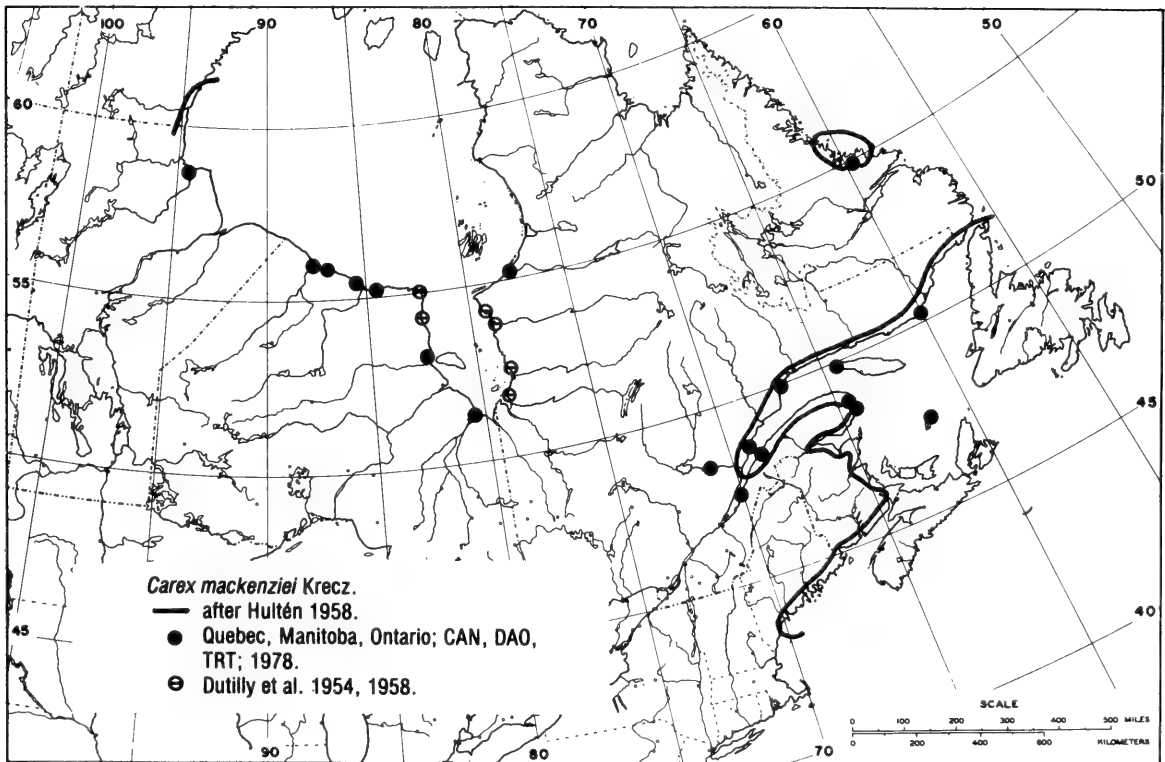 100 90 80 70 60 50
60
50
55
45
Carex mackenziei Krecz.
after Hultén 1958.
Quebec, Manitoba, Ontario; CAN, DAO,
TRT; 1978.
Dutilly et al. 1954, 1958.
45
40
SCALE
0 100 200 300 400 500 MILES
0 200 400 600 KILOMETERS
90 80 70